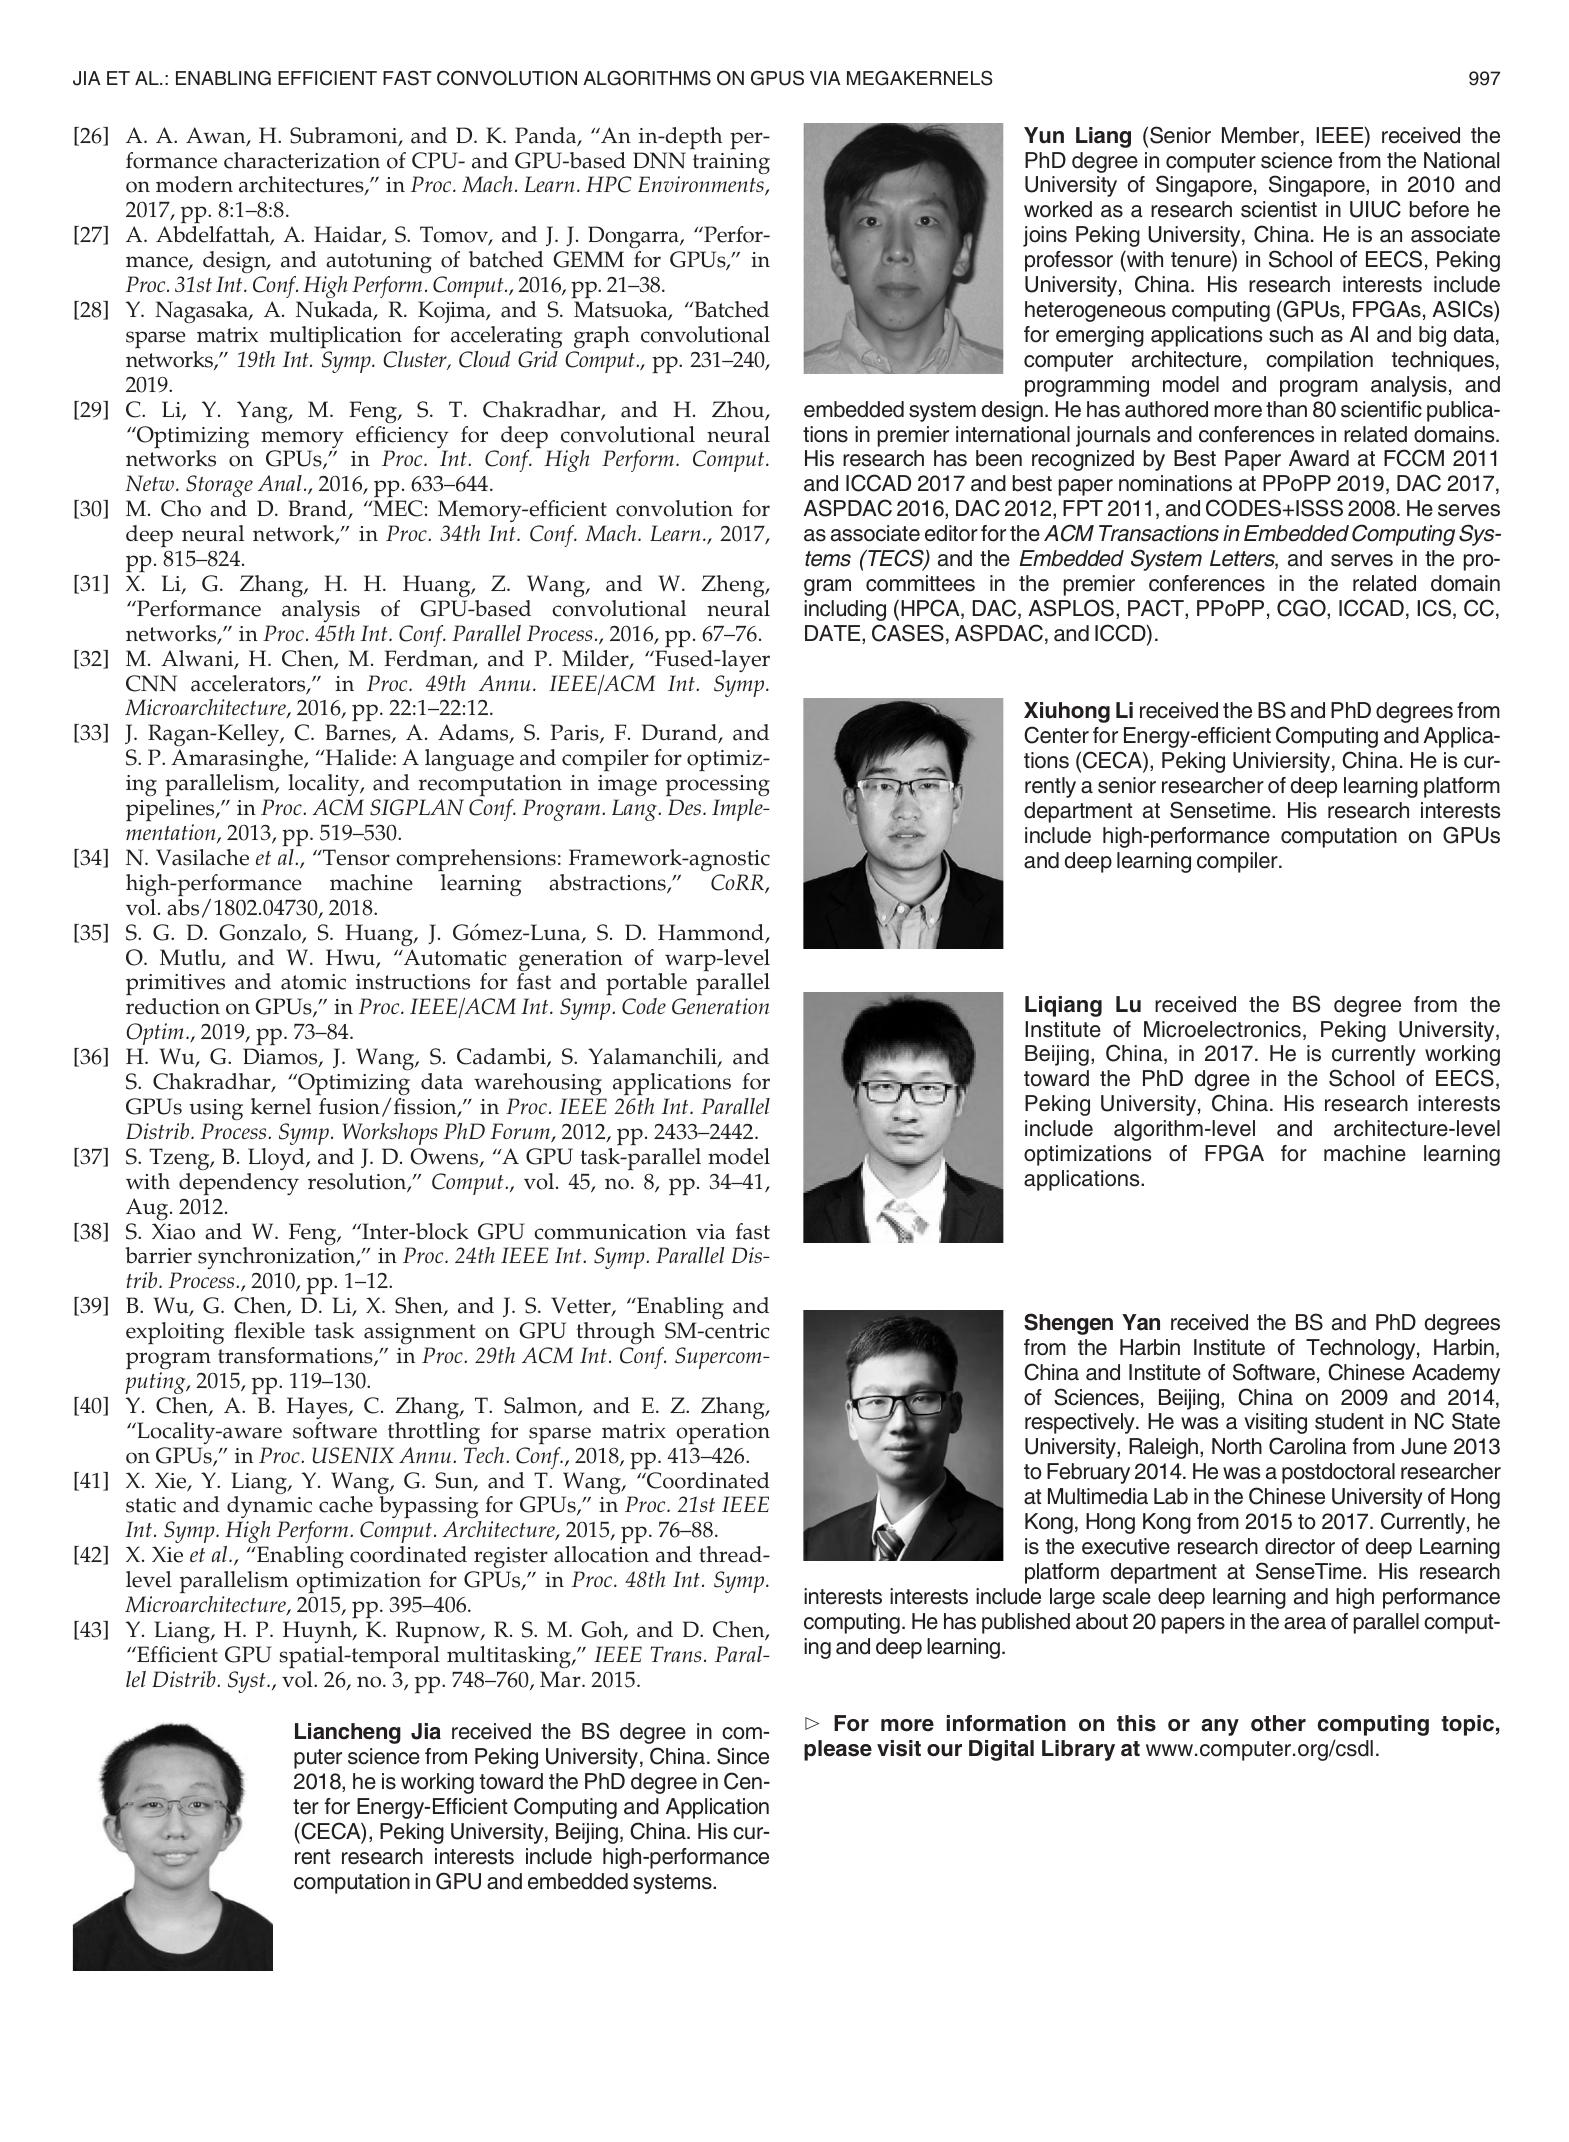 JIA ET AL.: ENABLING EFFICIENT FAST CONVOLUTION ALGORITHMS ON GPUS VIA MEGAKERNELS 997
[26] A. A. Awan, H. Subramoni, and D. K. Panda, “An in-depth per-
formance characterization of CPU- and GPU-based DNN training
on modern architectures,” in Proc. Mach. Learn. HPC Environments,
2017, pp. 8:1–8:8.
[27] A. Abdelfattah, A. Haidar, S. Tomov, and J. J. Dongarra, “Perfor-
mance, design, and autotuning of batched GEMM for GPUs,” in
Proc. 31st Int. Conf. High Perform. Comput., 2016, pp. 21–38.
[28] Y. Nagasaka, A. Nukada, R. Kojima, and S. Matsuoka, “Batched
sparse matrix multiplication for accelerating graph convolutional
networks,” 19th Int. Symp. Cluster, Cloud Grid Comput., pp. 231–240,
2019.
[29] C. Li, Y. Yang, M. Feng, S. T. Chakradhar, and H. Zhou,
“Optimizing memory efficiency for deep convolutional neural
networks on GPUs,” in Proc. Int. Conf. High Perform. Comput.
Netw. Storage Anal., 2016, pp. 633–644.
[30] M. Cho and D. Brand, “MEC: Memory-efficient convolution for
deep neural network,” in Proc. 34th Int. Conf. Mach. Learn., 2017,
pp. 815–824.
[31] X. Li, G. Zhang, H. H. Huang, Z. Wang, and W. Zheng,
“Performance analysis of GPU-based convolutional neural
networks,” in Proc. 45th Int. Conf. Parallel Process., 2016, pp. 67–76.
[32] M. Alwani, H. Chen, M. Ferdman, and P. Milder, “Fused-layer
CNN accelerators,” in Proc. 49th Annu. IEEE/ACM Int. Symp.
Microarchitecture, 2016, pp. 22:1–22:12.
[33] J. Ragan-Kelley, C. Barnes, A. Adams, S. Paris, F. Durand, and
S. P. Amarasinghe, “Halide: A language and compiler for optimiz-
ing parallelism, locality, and recomputation in image processing
pipelines,” in Proc. ACM SIGPLAN Conf. Program. Lang. Des. Imple-
mentation, 2013, pp. 519–530.
[34] N. Vasilache et al., “Tensor comprehensions: Framework-agnostic
high-performance machine learning abstractions,” CoRR,
vol. abs/1802.04730, 2018.
[35] S. G. D. Gonzalo, S. Huang, J. Gómez-Luna, S. D. Hammond,
O. Mutlu, and W. Hwu, “Automatic generation of warp-level
primitives and atomic instructions for fast and portable parallel
reduction on GPUs,” in Proc. IEEE/ACM Int. Symp. Code Generation
Optim., 2019, pp. 73–84.
[36] H. Wu, G. Diamos, J. Wang, S. Cadambi, S. Yalamanchili, and
S. Chakradhar, “Optimizing data warehousing applications for
GPUs using kernel fusion/fission,” in Proc. IEEE 26th Int. Parallel
Distrib. Process. Symp. Workshops PhD Forum, 2012, pp. 2433–2442.
[37] S. Tzeng, B. Lloyd, and J. D. Owens, “A GPU task-parallel model
with dependency resolution,” Comput., vol. 45, no. 8, pp. 34–41,
Aug. 2012.
[38] S. Xiao and W. Feng, “Inter-block GPU communication via fast
barrier synchronization,” in Proc. 24th IEEE Int. Symp. Parallel Dis-
trib. Process., 2010, pp. 1–12.
[39] B. Wu, G. Chen, D. Li, X. Shen, and J. S. Vetter, “Enabling and
exploiting flexible task assignment on GPU through SM-centric
program transformations,” in Proc. 29th ACM Int. Conf. Supercom-
puting, 2015, pp. 119–130.
[40] Y. Chen, A. B. Hayes, C. Zhang, T. Salmon, and E. Z. Zhang,
“Locality-aware software throttling for sparse matrix operation
on GPUs,” in Proc. USENIX Annu. Tech. Conf., 2018, pp. 413–426.
[41] X. Xie, Y. Liang, Y. Wang, G. Sun, and T. Wang, “Coordinated
static and dynamic cache bypassing for GPUs,” in Proc. 21st IEEE
Int. Symp. High Perform. Comput. Architecture, 2015, pp. 76–88.
[42] X. Xie et al., “Enabling coordinated register allocation and thread-
level parallelism optimization for GPUs,” in Proc. 48th Int. Symp.
Microarchitecture, 2015, pp. 395–406.
[43] Y. Liang, H. P. Huynh, K. Rupnow, R. S. M. Goh, and D. Chen,
“Efficient GPU spatial-temporal multitasking,” IEEE Trans. Paral-
lel Distrib. Syst., vol. 26, no. 3, pp. 748–760, Mar. 2015.
Liancheng Jia received the BS degree in com-
puter science from Peking University, China. Since
2018, he is working toward the PhD degree in Cen-
ter for Energy-Efficient Computing and Application
(CECA), Peking University, Beijing, China. His cur-
rent research interests include high-performance
computation in GPU and embedded systems.
Yun Liang (Senior Member, IEEE) received the
PhD degree in computer science from the National
University of Singapore, Singapore, in 2010 and
worked as a research scientist in UIUC before he
joins Peking University, China. He is an associate
professor (with tenure) in School of EECS, Peking
University, China. His research interests include
heterogeneous computing (GPUs, FPGAs, ASICs)
for emerging applications such as AI and big data,
computer architecture, compilation techniques,
programming model and program analysis, and
embedded system design. He has authored more than 80 scientific publica-
tions in premier international journals and conferences in related domains.
His research has been recognized by Best Paper Award at FCCM 2011
and ICCAD 2017 and best paper nominations at PPoPP 2019, DAC 2017,
ASPDAC 2016, DAC 2012, FPT 2011, and CODES+ISSS 2008. He serves
as associate editor for the ACM Transactions in Embedded Computing Sys-
tems (TECS) and the Embedded System Letters, and serves in the pro-
gram committees in the premier conferences in the related domain
including (HPCA, DAC, ASPLOS, PACT, PPoPP, CGO, ICCAD, ICS, CC,
DATE, CASES, ASPDAC, and ICCD).
Xiuhong Li received the BS and PhD degrees from
Center for Energy-efficient Computing and Applica-
tions (CECA), Peking Univieristy, China. He is cur-
rently a senior researcher of deep learning platform
department at Sensetime. His research interests
include high-performance computation on GPUs
and deep learning compiler.
Liqiang Lu received the BS degree from the
Institute of Microelectronics, Peking University,
Beijing, China, in 2017. He is currently working
toward the PhD dgree in the School of EECS,
Peking University, China. His research interests
include algorithm-level and architecture-level
optimizations of FPGA for machine learning
applications.
Shengen Yan received the BS and PhD degrees
from the Harbin Institute of Technology, Harbin,
China and Institute of Software, Chinese Academy
of Sciences, Beijing, China on 2009 and 2014,
respectively. He was a visiting student in NC State
University, Raleigh, North Carolina from June 2013
to February 2014. He was a postdoctoral researcher
at Multimedia Lab in the Chinese University of Hong
Kong, Hong Kong from 2015 to 2017. Currently, he
is the executive research director of deep Learning
platform department at SenseTime. His research
interests interests include large scale deep learning and high performance
computing. He has published about 20 papers in the area of parallel comput-
ing and deep learning.
▷ For more information on this or any other computing topic,
please visit our Digital Library at www.computer.org/csdl.